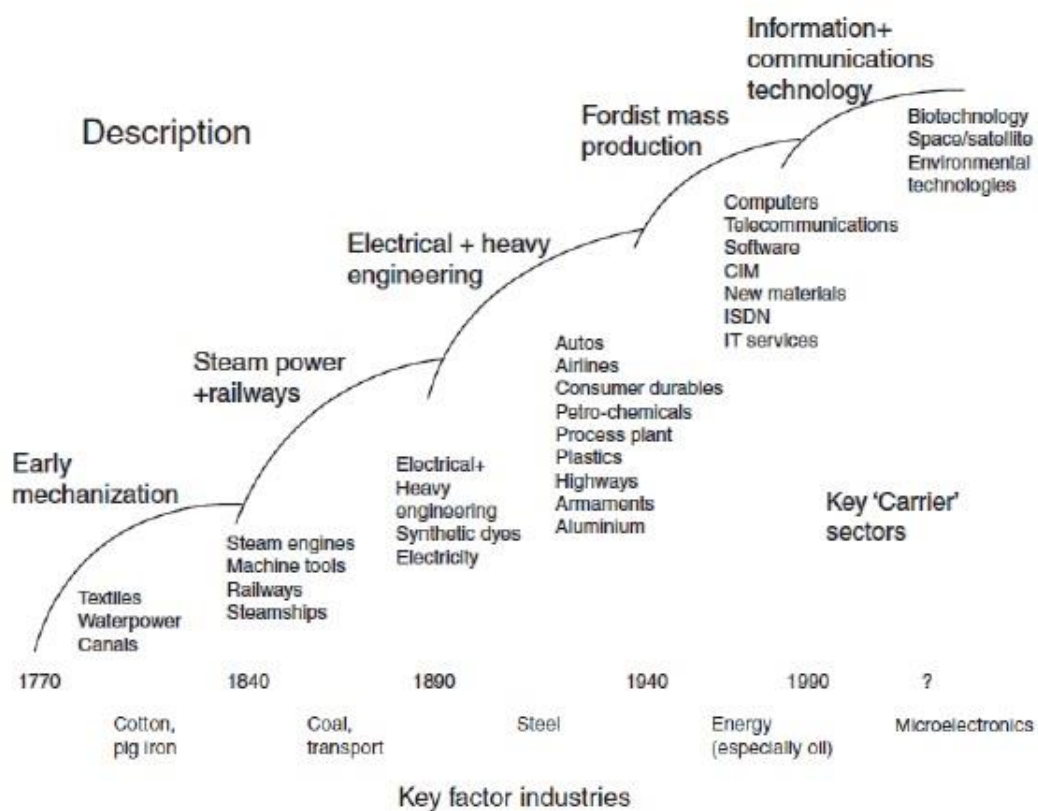 Information+
communications
technology
Biotechnology
Space/satellite
Environmental
technologies
Fordist mass
production
Description
Computers
Telecommunications
Software
CIM
New materials
ISDN
IT services
Electrical + heavy
engineering
Autos
Airlines
Consumer durables
Petro-chemicals
Process plant
Plastics
Highways
Armaments
Aluminium
Steam power
+railways
Electrical+
Heavy
engineering
Synthetic dyes
Electricity
Key 'Carrier'
sectors
Early
mechanization
Steam engines
Machine tools
Railways
Steamships
Textiles
Waterpower
Canals
1770 1840 1890 1940 1990 ?
Cotton,
pig iron
Coal,
transport
Steel
Energy
(especially oil)
Microelectronics
Key factor industries